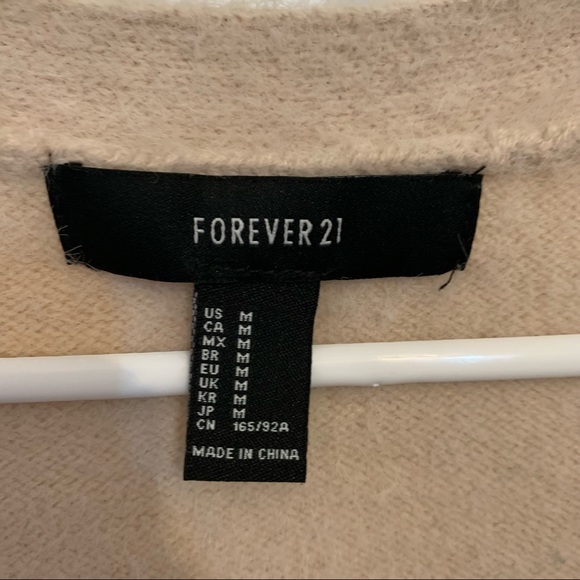 FOREVER 21
US M
CA M
MX M
BR M
EU M
UK M
KR M
JP M
CN 165/92A
MADE IN CHINA